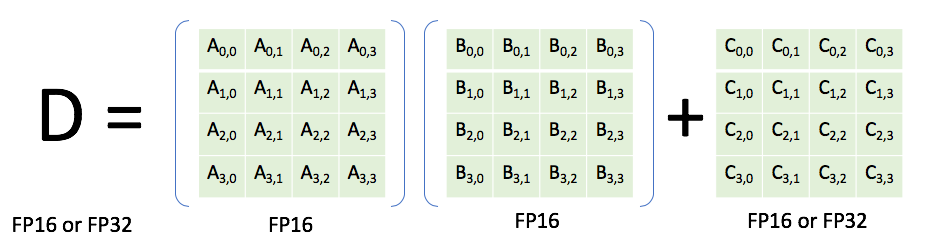 D = A0,0 A0,1 A0,2 A0,3 B0,0 B0,1 B0,2 B0,3 + C0,0 C0,1 C0,2 C0,3
A1,0 A1,1 A1,2 A1,3 B1,0 B1,1 B1,2 B1,3 C1,0 C1,1 C1,2 C1,3
A2,0 A2,1 A2,2 A2,3 B2,0 B2,1 B2,2 B2,3 C2,0 C2,1 C2,2 C2,3
A3,0 A3,1 A3,2 A3,3 B3,0 B3,1 B3,2 B3,3 C3,0 C3,1 C3,2 C3,3
FP16 or FP32 FP16 FP16 FP16 or FP32